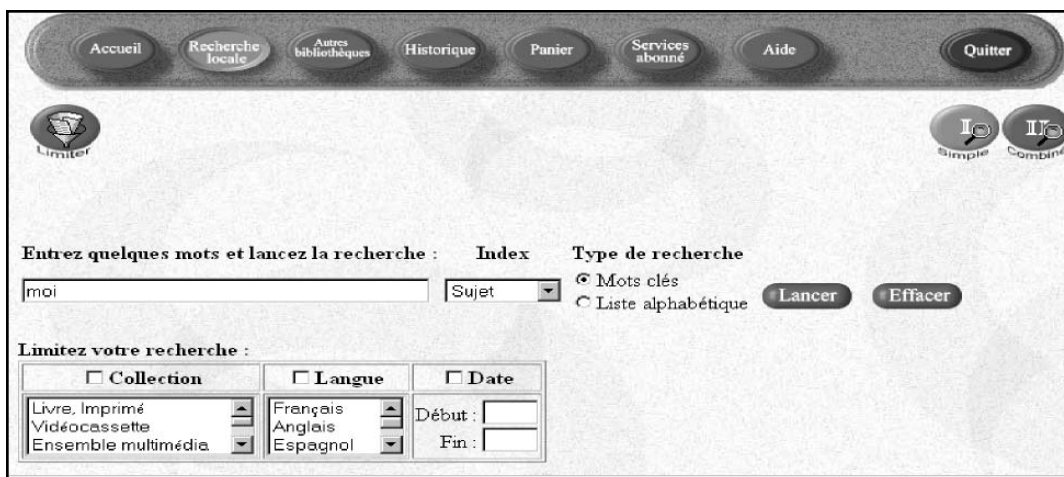 Accueil
Recherche locale
Autres bibliothèques
Historique
Panier
Services abonné
Aide
Quitter
Limiter
I
Simple
II
Combiné
Entrez quelques mots et lancez la recherche :
Index
Type de recherche
moi
Sujet
Mots clés
Liste alphabétique
Lancer
Effacer
Limitez votre recherche :
Collection
Langue
Date
Livre, Imprimé
Vidéocassette
Ensemble multimédia
Français
Anglais
Espagnol
Début :
Fin :